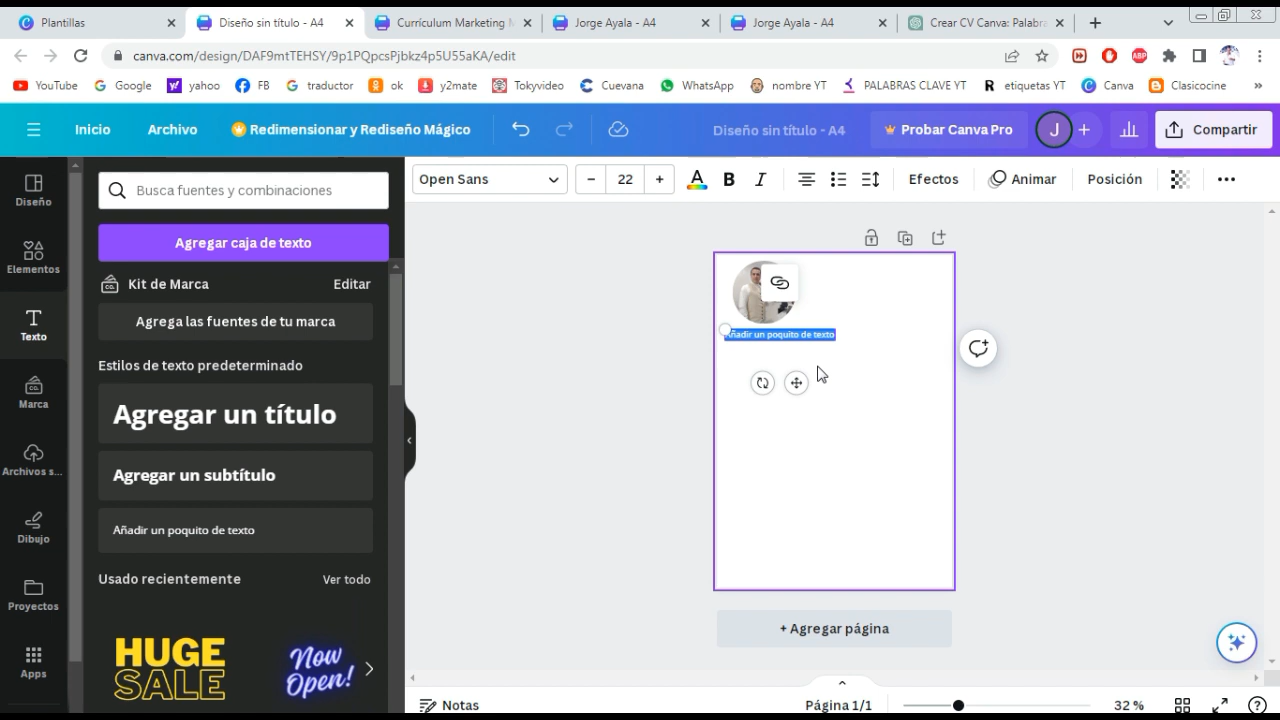 Plantillas
Diseño sin título - A4
Currículum Marketing
Jorge Ayala - A4
Jorge Ayala - A4
Crear CV Canva: Palabra
canva.com/design/DAF9mtTEHSY/9p1PQpcsPjbkz4p5U55aKA/edit
YouTube
Google
yahoo
FB
traductor
ok
y2mate
Tokyvideo
Cuevana
WhatsApp
nombre YT
PALABRAS CLAVE YT
etiquetas YT
Canva
Clasicocine
»
Inicio
Archivo
Redimensionar y Rediseño Mágico
Diseño sin título - A4
Probar Canva Pro
J
Compartir
Diseño
Elementos
Texto
Marca
Archivos s...
Dibujo
Proyectos
Apps
Busca fuentes y combinaciones
Agregar caja de texto
Kit de Marca
Editar
Agrega las fuentes de tu marca
Estilos de texto predeterminado
Agregar un título
Agregar un subtítulo
Añadir un poquito de texto
Usado recientemente
Ver todo
HUGE
SALE
Now
Open!
Open Sans
22
A
B
I
Efectos
Animar
Posición
Añadir un poquito de texto
+ Agregar página
Notas
Página 1/1
32 %